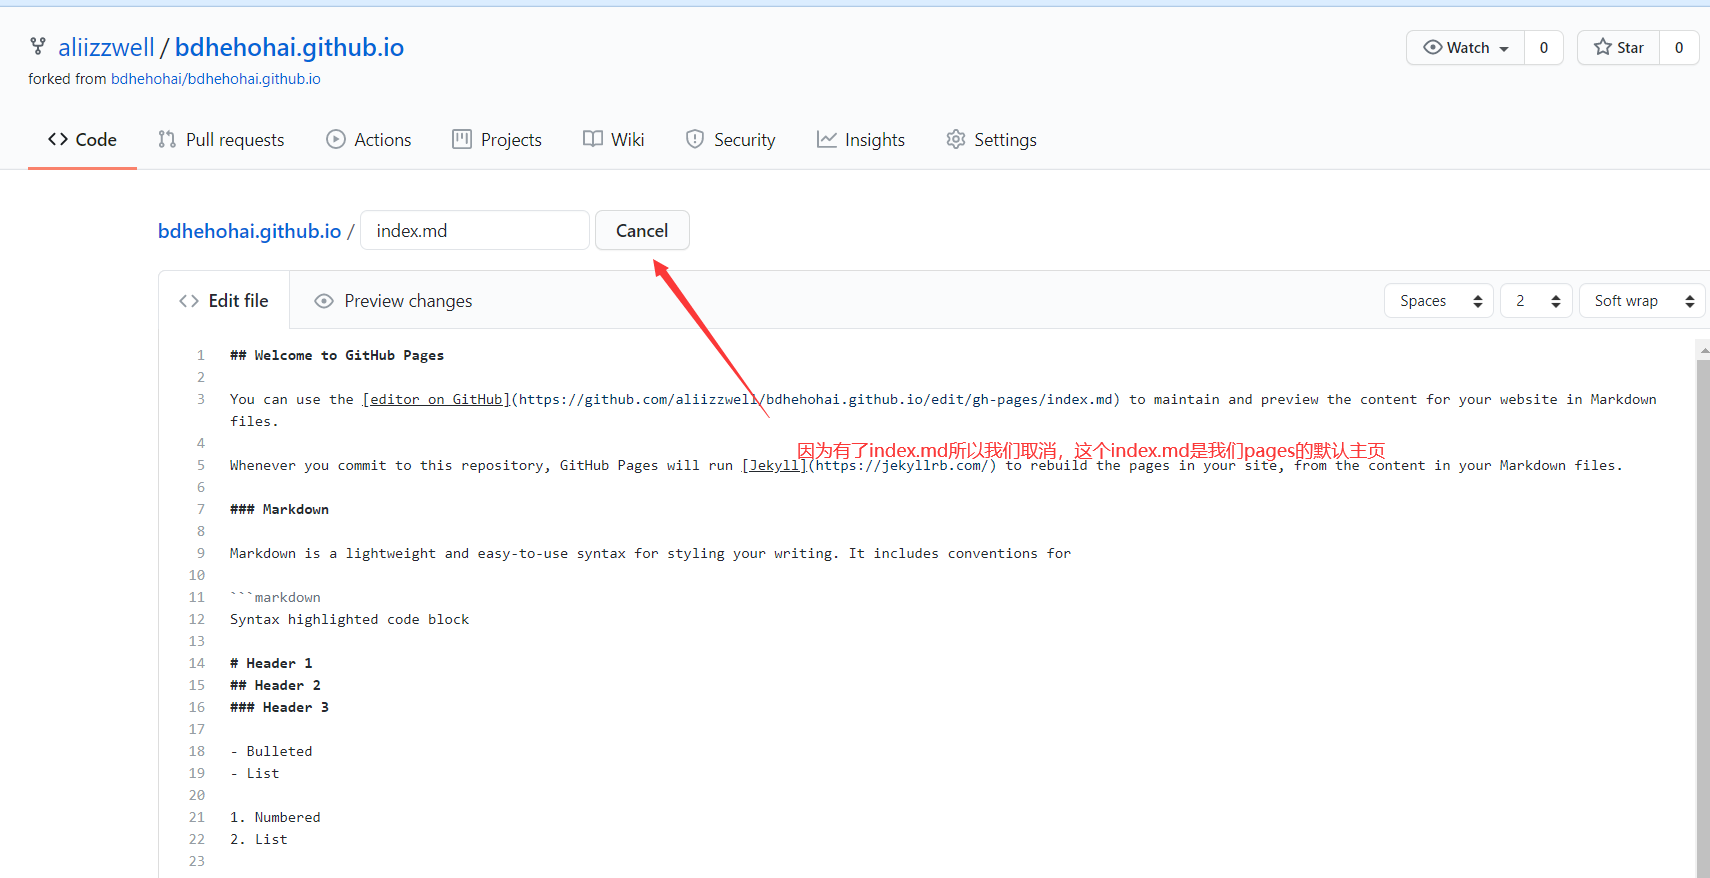 aliizzwell / bdhehohai.github.io
Watch 0 Star 0
forked from bdhehohai/bdhehohai.github.io
Code Pull requests Actions Projects Wiki Security Insights Settings
bdhehohai.github.io / index.md Cancel
Edit file Preview changes Spaces 2 Soft wrap
1 ## Welcome to GitHub Pages
2
3 You can use the [editor on GitHub](https://github.com/aliizzwell/bdhehohai.github.io/edit/gh-pages/index.md) to maintain and preview the content for your website in Markdown
files.
4
因为有了index.md所以我们取消，这个index.md是我们pages的默认主页
5 Whenever you commit to this repository, GitHub Pages will run [Jekyll](https://jekyllrb.com/) to rebuild the pages in your site, from the content in your Markdown files.
6
7 ### Markdown
8
9 Markdown is a lightweight and easy-to-use syntax for styling your writing. It includes conventions for
10
11 ```markdown
12 Syntax highlighted code block
13
14 # Header 1
15 ## Header 2
16 ### Header 3
17
18 - Bulleted
19 - List
20
21 1. Numbered
22 2. List
23